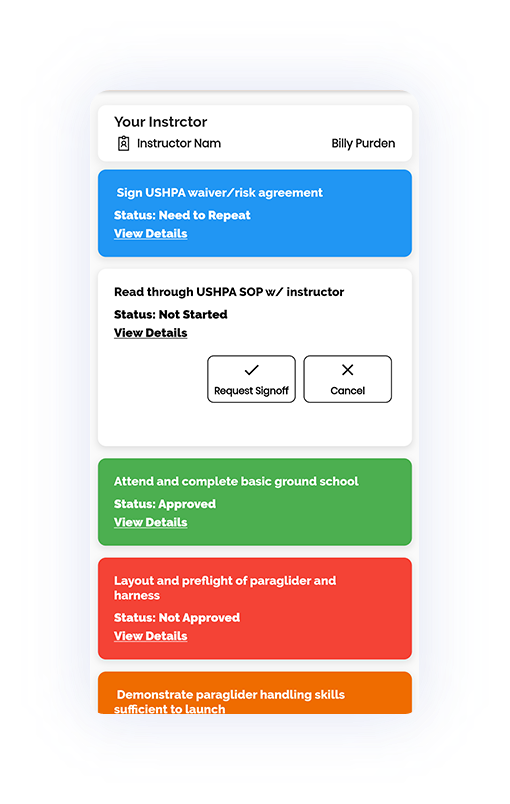 Your Instrctor
Instructor Nam Billy Purden
Sign USHPA waiver/risk agreement
Status: Need to Repeat
View Details
Read through USHPA SOP w/ instructor
Status: Not Started
View Details
Request Signoff Cancel
Attend and complete basic ground school
Status: Approved
View Details
Layout and preflight of paraglider and
harness
Status: Not Approved
View Details
Demonstrate paraglider handling skills
sufficient to launch